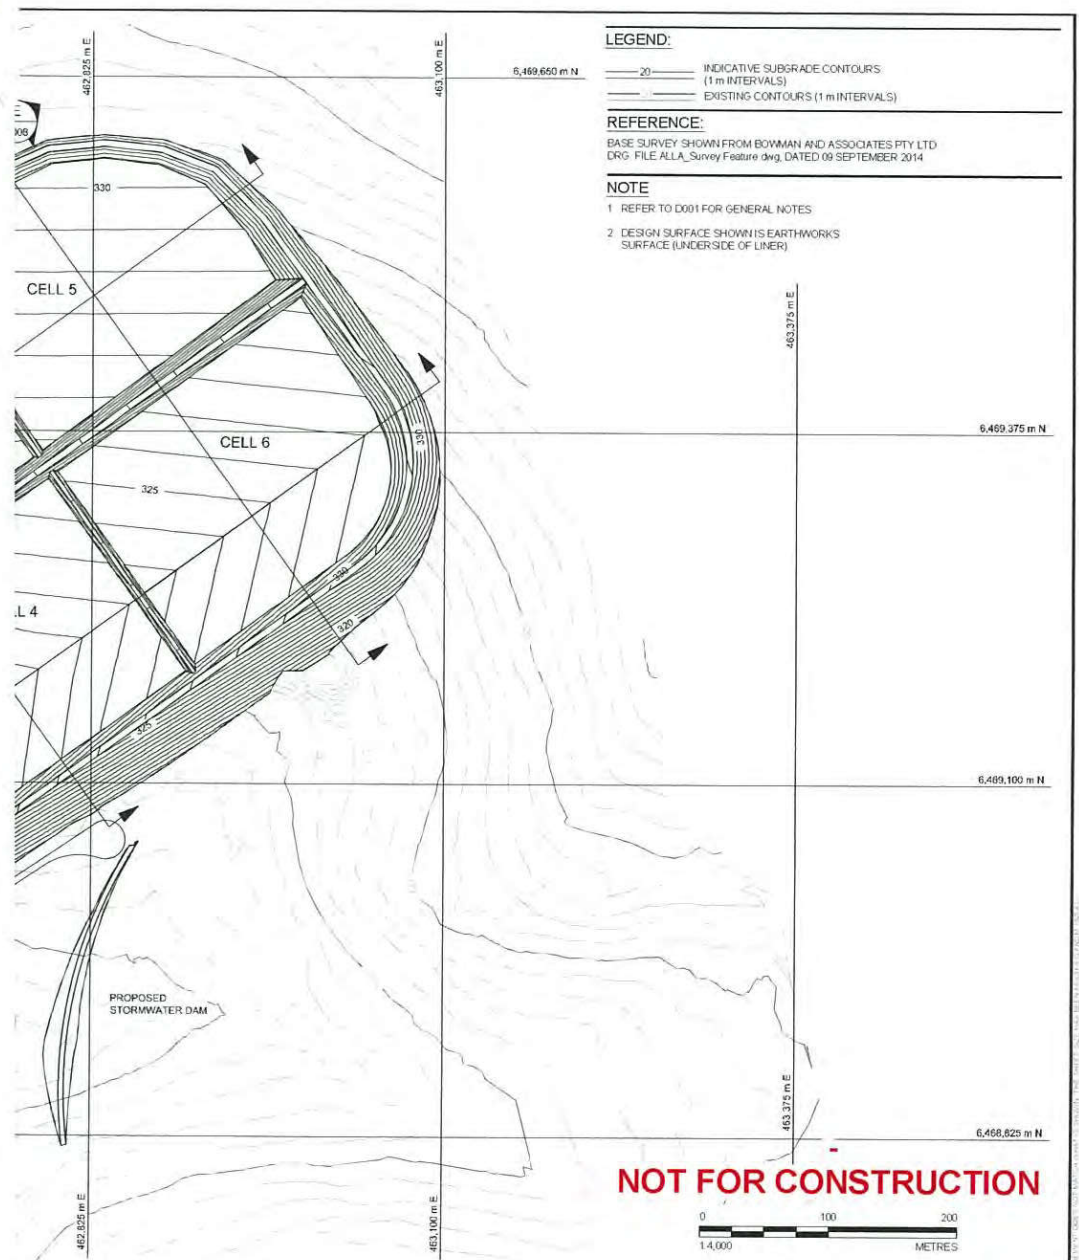 LEGEND:
20
INDICATIVE SUBGRADE CONTOURS
(1 m INTERVALS)
EXISTING CONTOURS (1 m INTERVALS)
REFERENCE:
BASE SURVEY SHOWN FROM BOWMAN AND ASSOCIATES PTY LTD
DRG FILE ALLA_Survey Feature dwg, DATED 09 SEPTEMBER 2014
NOTE
1 REFER TO D001 FOR GENERAL NOTES
2 DESIGN SURFACE SHOWN IS EARTHWORKS
SURFACE (UNDERSIDE OF LINER)
462,825 m E
463,100 m E
6,469,650 m N
330
CELL 5
463,375 m E
6,469,375 m N
330
CELL 6
325
330
LL 4
320
325
6,469,100 m N
PROPOSED
STORMWATER DAM
463,375 m E
6,468,825 m N
462,825 m E
463,100 m E
NOT FOR CONSTRUCTION
0 100 200
1:4,000 METRES